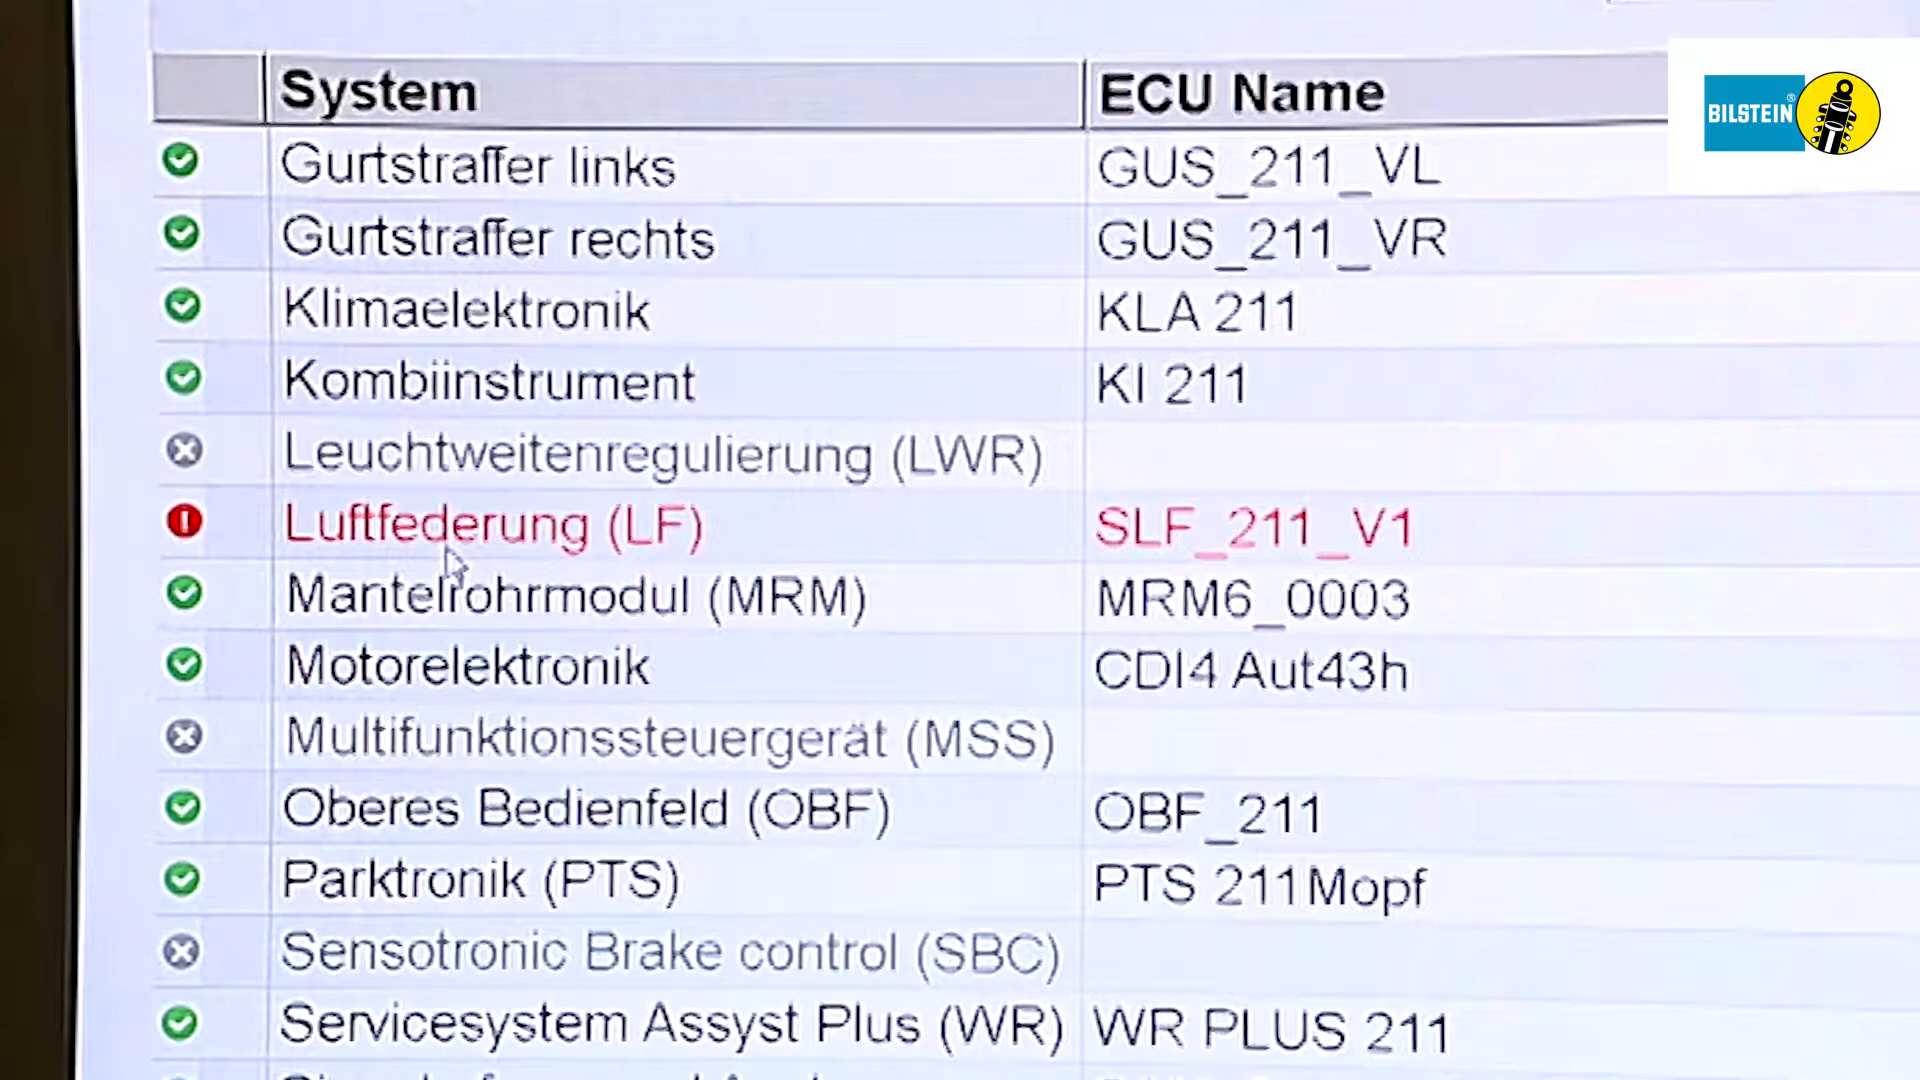 System ECU Name
BILSTEIN®
Gurtstraffer links GUS_211_VL
Gurtstraffer rechts GUS_211_VR
Klimaelektronik KLA 211
Kombiinstrument KI 211
Leuchtweitenregulierung (LWR)
Luftfederung (LF) SLF_211_V1
Mantelrohrmodul (MRM) MRM6_0003
Motorelektronik CDI4 Aut43h
Multifunktionssteuergerät (MSS)
Oberes Bedienfeld (OBF) OBF_211
Parktronik (PTS) PTS 211Mopf
Sensotronic Brake control (SBC)
Servicesystem Assyst Plus (WR) WR PLUS 211